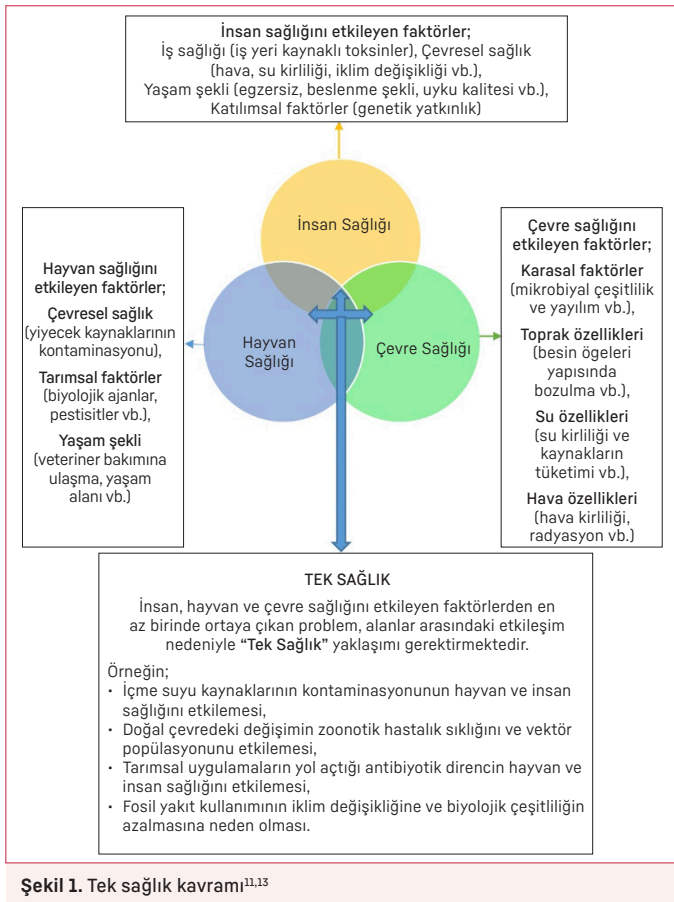 İnsan sağlığını etkileyen faktörler;
İş sağlığı (iş yeri kaynaklı toksinler), Çevresel sağlık
(hava, su kirliliği, iklim değişikliği vb.),
Yaşam şekli (egzersiz, beslenme şekli, uyku kalitesi vb.),
Katılımsal faktörler (genetik yatkınlık)
İnsan Sağlığı
Hayvan
Sağlığı
Çevre Sağlığı
Hayvan sağlığını
etkileyen faktörler;
Çevresel sağlık
(yiyecek kaynaklarının
kontaminasyonu),
Tarımsal faktörler
(biyolojik ajanlar,
pestisitler vb.),
Yaşam şekli
(veteriner bakımına
ulaşma, yaşam
alanı vb.)
Çevre sağlığını
etkileyen faktörler;
Karasal faktörler
(mikrobiyal çeşitlilik
ve yayılım vb.),
Toprak özellikleri
(besin ögeleri
yapısında
bozulma vb.),
Su özellikleri
(su kirliliği ve
kaynakların
tüketimi vb.),
Hava özellikleri
(hava kirliliği,
radyasyon vb.)
TEK SAĞLIK
İnsan, hayvan ve çevre sağlığını etkileyen faktörlerden en
az birinde ortaya çıkan problem, alanlar arasındaki etkileşim
nedeniyle “Tek Sağlık” yaklaşımı gerektirmektedir.
Örneğin;
• İçme suyu kaynaklarının kontaminasyonunun hayvan ve insan
sağlığını etkilemesi,
• Doğal çevredeki değişimin zoonotik hastalık sıklığını ve vektör
popülasyonunu etkilemesi,
• Tarımsal uygulamaların yol açtığı antibiyotik direncin hayvan ve
insan sağlığını etkilemesi,
• Fosil yakıt kullanımının iklim değişikliğine ve biyolojik çeşitliliğin
azalmasına neden olması.
Şekil 1. Tek sağlık kavramı11,13